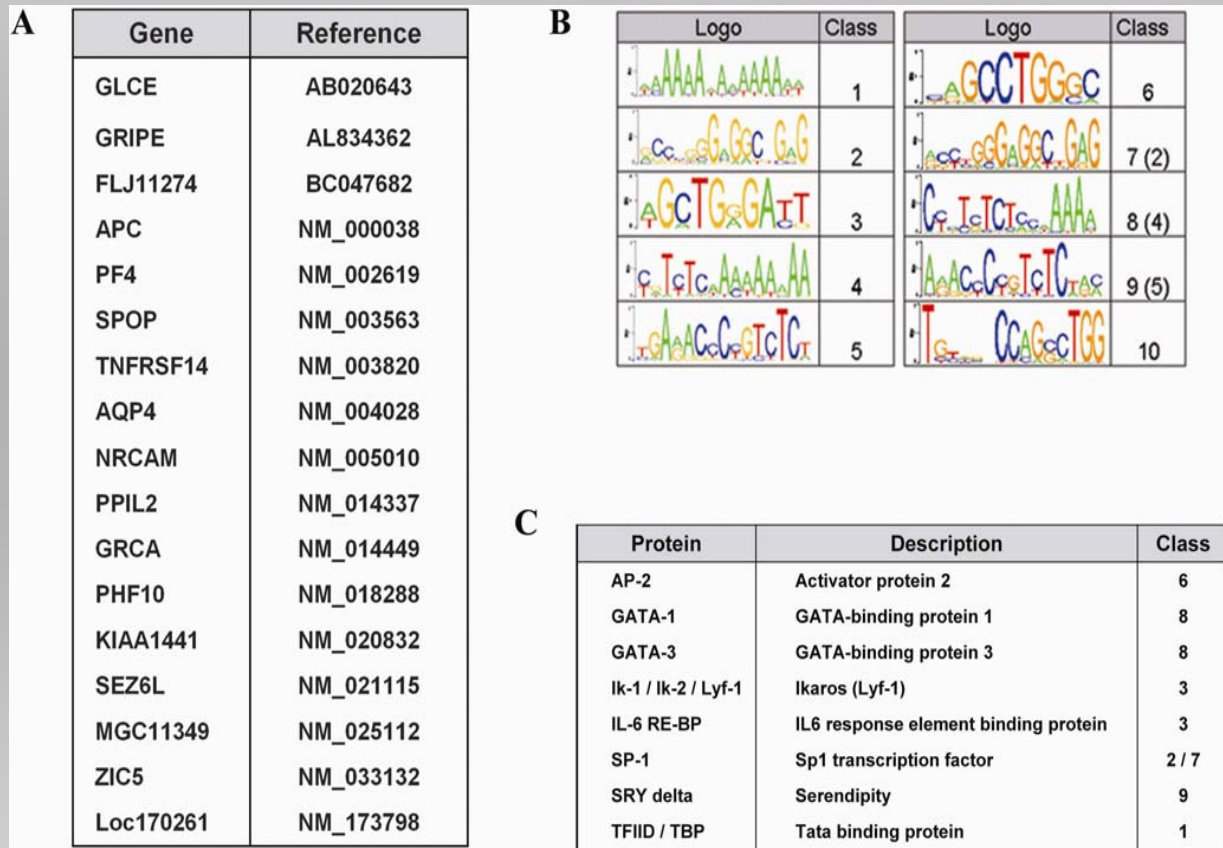 A
Gene Reference
GLCE AB020643
GRIPE AL834362
FLJ11274 BC047682
APC NM_000038
PF4 NM_002619
SPOP NM_003563
TNFRSF14 NM_003820
AQP4 NM_004028
NRCAM NM_005010
PPIL2 NM_014337
GRCA NM_014449
PHF10 NM_018288
KIAA1441 NM_020832
SEZ6L NM_021115
MGC11349 NM_025112
ZIC5 NM_033132
Loc170261 NM_173798
B
Logo Class Logo Class
1 GCCTGGGC 6
2 7 (2)
3 8 (4)
4 9 (5)
5 10
C
Protein Description Class
AP-2 Activator protein 2 6
GATA-1 GATA-binding protein 1 8
GATA-3 GATA-binding protein 3 8
Ik-1 / Ik-2 / Lyf-1 Ikaros (Lyf-1) 3
IL-6 RE-BP IL6 response element binding protein 3
SP-1 Sp1 transcription factor 2 / 7
SRY delta Serendipity 9
TFIID / TBP Tata binding protein 1